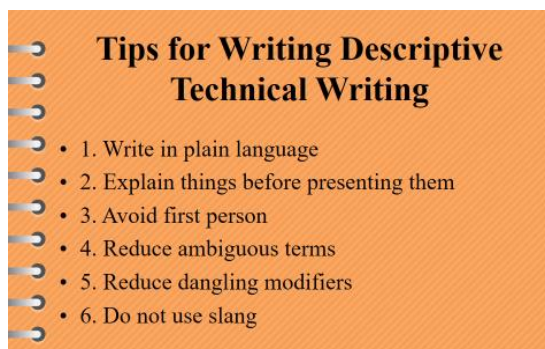 Tips for Writing Descriptive
Technical Writing
• 1. Write in plain language
• 2. Explain things before presenting them
• 3. Avoid first person
• 4. Reduce ambiguous terms
• 5. Reduce dangling modifiers
• 6. Do not use slang